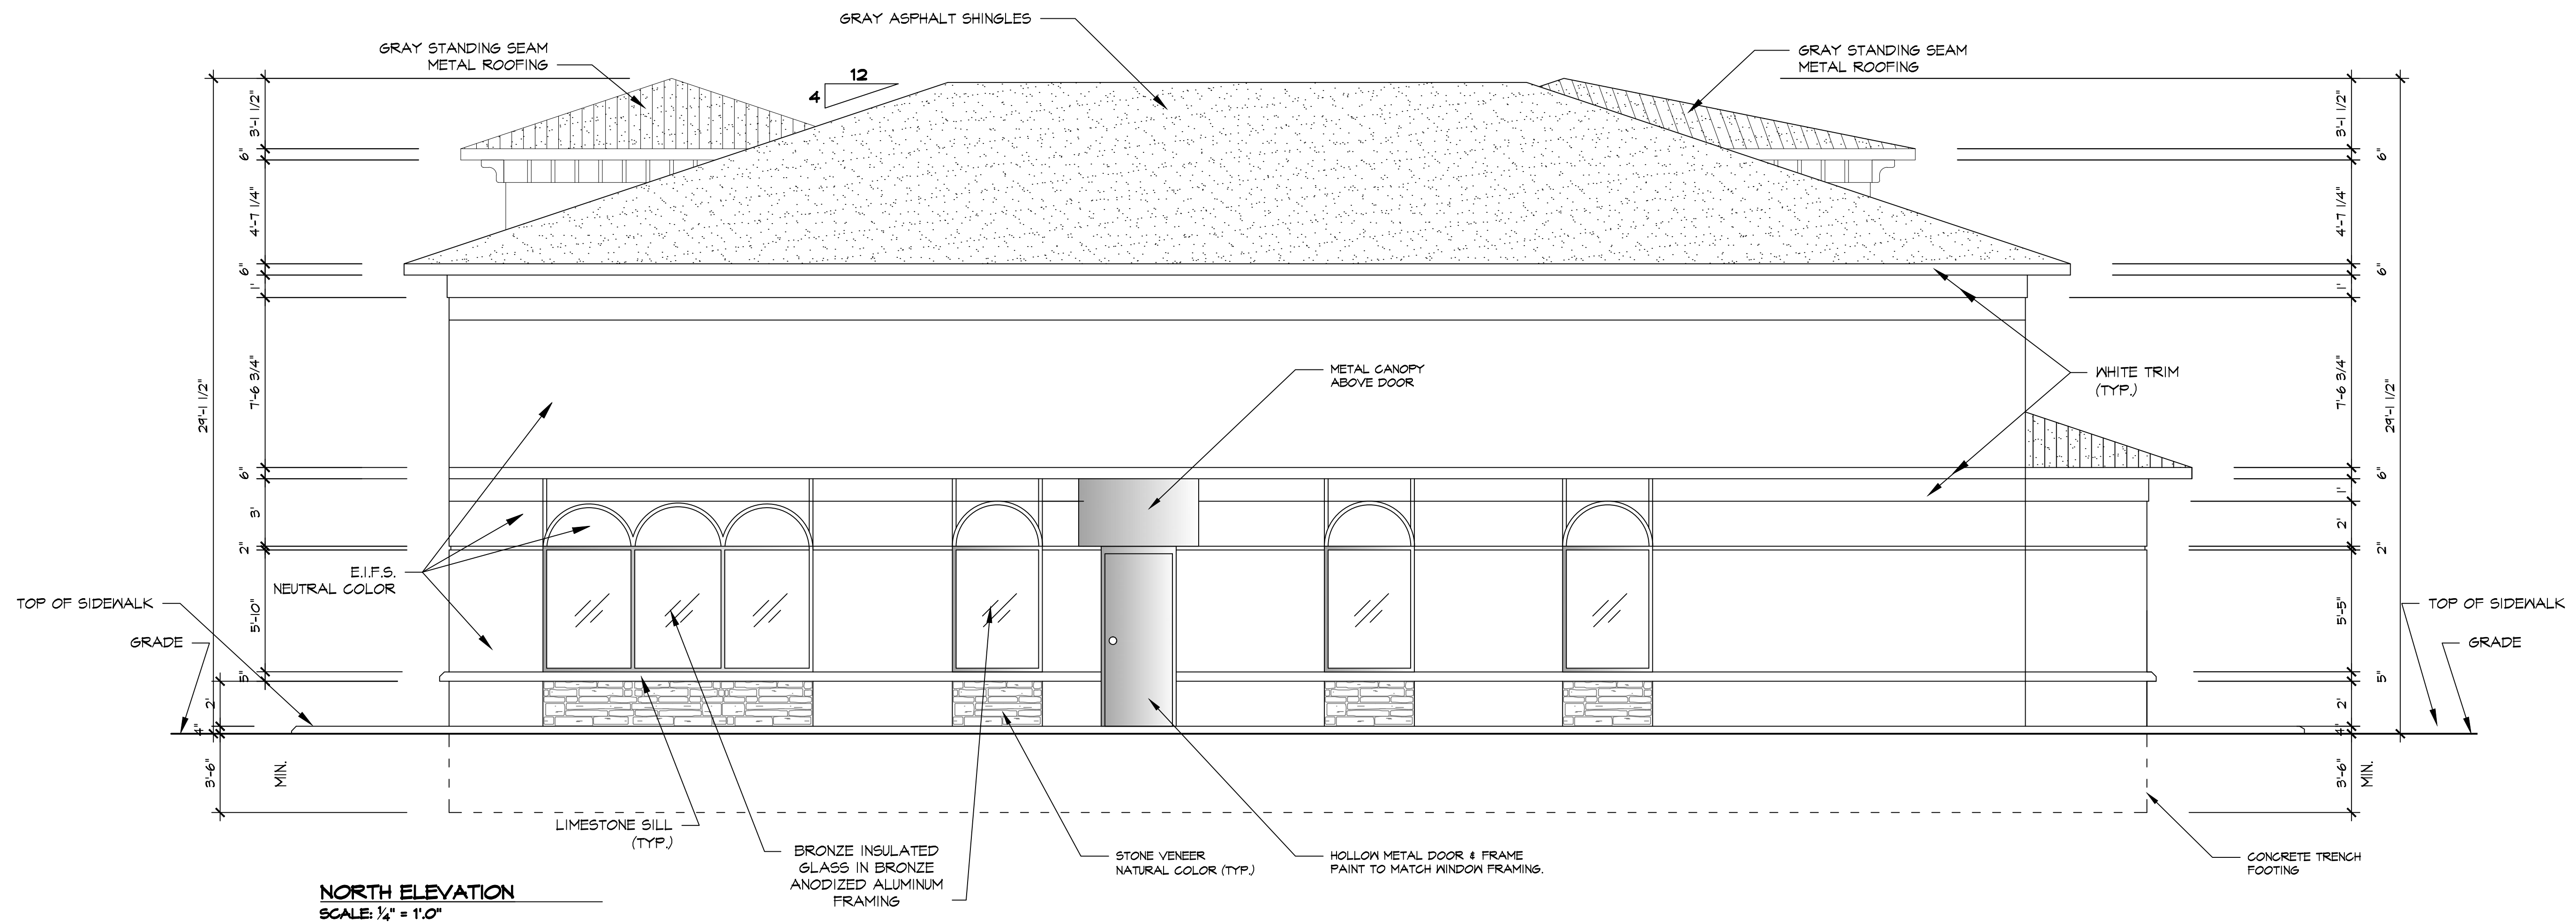 GRAY ASPHALT SHINGLES
GRAY STANDING SEAM
METAL ROOFING
GRAY STANDING SEAM
METAL ROOFING
12
4
29'-1 1/2"
3'-1 1/2"
6"
4'-7 1/4"
6"
1'
7'-6 3/4"
6"
3'
2"
5'-10"
5"
2'
4"
3'-6"
MIN.
3'-1 1/2"
6"
4'-7 1/4"
6"
1'
7'-6 3/4"
29'-1 1/2"
6"
1'
2'
2"
5'-5"
5"
2'
4"
3'-6"
MIN.
METAL CANOPY
ABOVE DOOR
WHITE TRIM
(TYP.)
E.I.F.S.
NEUTRAL COLOR
TOP OF SIDEWALK
GRADE
TOP OF SIDEWALK
GRADE
LIMESTONE SILL
(TYP.)
BRONZE INSULATED
GLASS IN BRONZE
ANODIZED ALUMINUM
FRAMING
STONE VENEER
NATURAL COLOR (TYP.)
HOLLOW METAL DOOR & FRAME
PAINT TO MATCH WINDOW FRAMING.
CONCRETE TRENCH
FOOTING
NORTH ELEVATION
SCALE: 1/4" = 1'.0"